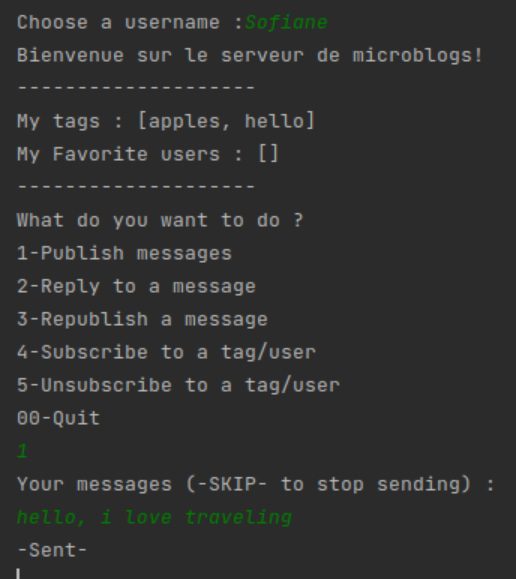 Choose a username :Sofiane
Bienvenue sur le serveur de microblogs!
--------------------
My tags : [apples, hello]
My Favorite users : []
--------------------
What do you want to do ?
1-Publish messages
2-Reply to a message
3-Republish a message
4-Subscribe to a tag/user
5-Unsubscribe to a tag/user
00-Quit
1
Your messages (-SKIP- to stop sending) :
hello, i love traveling
-Sent-